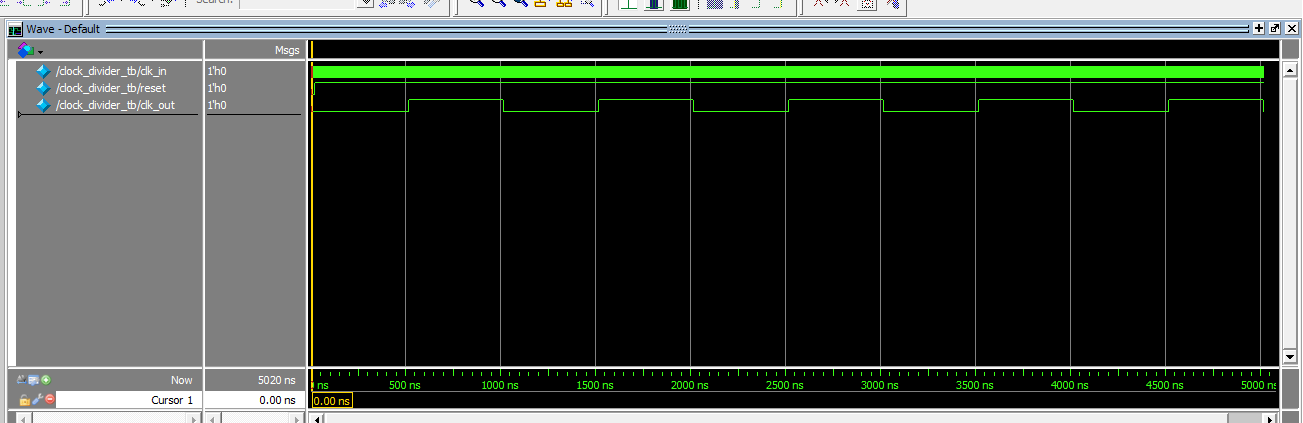 Search:
Wave - Default
Msgs
/clock_divider_tb/clk_in 1'h0
/clock_divider_tb/reset 1'h0
/clock_divider_tb/clk_out 1'h0
Now 5020 ns
ns 500 ns 1000 ns 1500 ns 2000 ns 2500 ns 3000 ns 3500 ns 4000 ns 4500 ns 5000 ns
Cursor 1 0.00 ns 0.00 ns